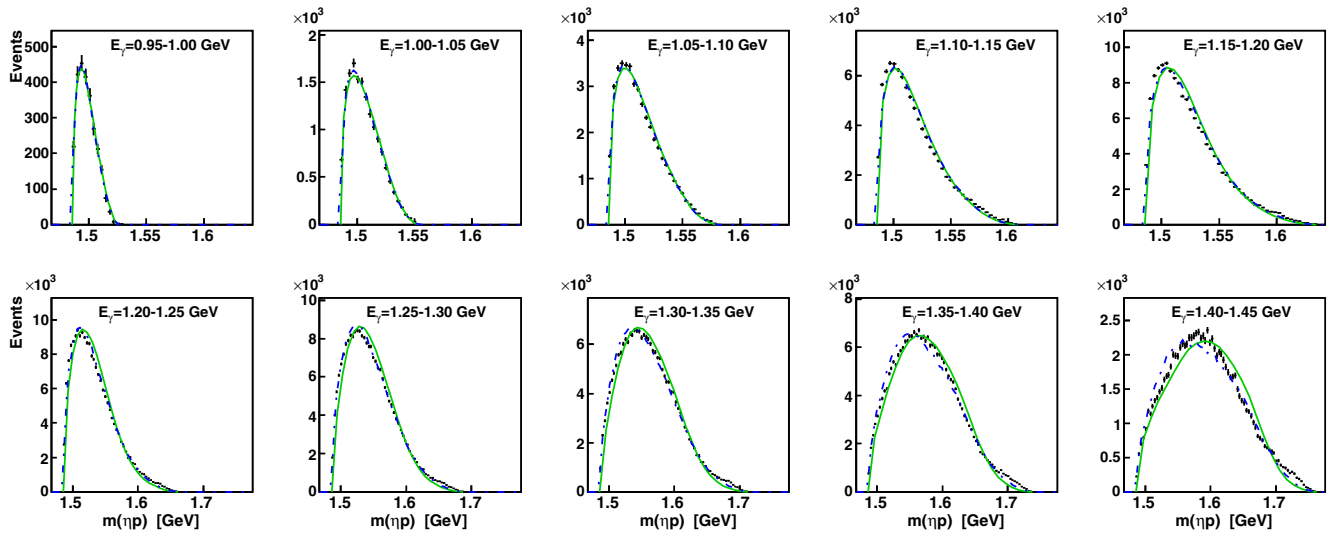 Events
E_γ=0.95-1.00 GeV
500
400
300
200
100
0
1.5 1.55 1.6
×10³
E_γ=1.00-1.05 GeV
2
1.5
1
0.5
0
1.5 1.55 1.6
×10³
E_γ=1.05-1.10 GeV
5
4
3
2
1
0
1.5 1.55 1.6
×10³
E_γ=1.10-1.15 GeV
8
6
4
2
0
1.5 1.55 1.6
×10³
E_γ=1.15-1.20 GeV
10
8
6
4
2
0
1.5 1.55 1.6
×10³
Events
E_γ=1.20-1.25 GeV
10
8
6
4
2
0
1.5 1.6 1.7
m(ηp) [GeV]
×10³
E_γ=1.25-1.30 GeV
10
8
6
4
2
0
1.5 1.6 1.7
m(ηp) [GeV]
×10³
E_γ=1.30-1.35 GeV
8
6
4
2
0
1.5 1.6 1.7
m(ηp) [GeV]
×10³
E_γ=1.35-1.40 GeV
8
6
4
2
0
1.5 1.6 1.7
m(ηp) [GeV]
×10³
E_γ=1.40-1.45 GeV
2.5
2
1.5
1
0.5
0
1.5 1.6 1.7
m(ηp) [GeV]